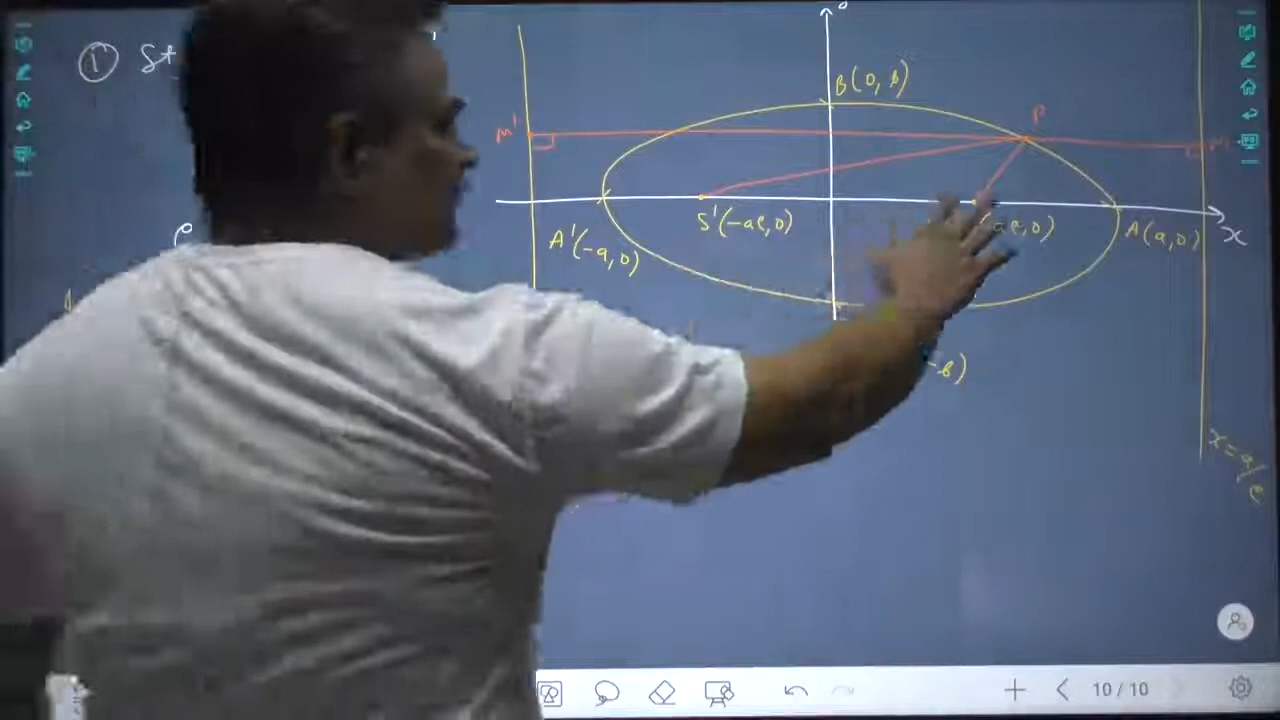 ① St
B(0, b)
P
M'
S'(-ae,0)
(ae,0)
A(a,0)
x
A'(-a,0)
e
-b)
x = a/e
10 / 10